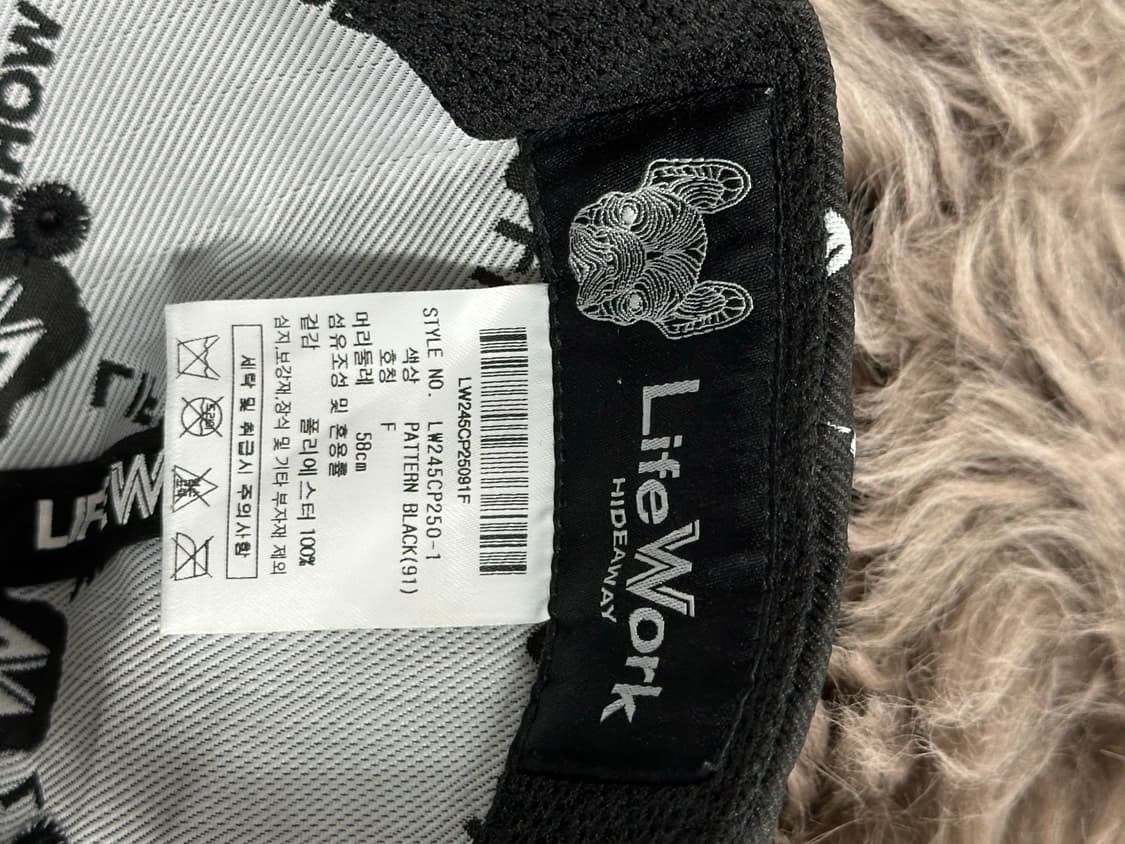 LifeWork
HIDEAWAY
LW245CP25091F
STYLE NO. LW245CP250-1
색상 PATTERN BLACK(91)
호칭 F
머리둘레 58cm
섬유조성 및 혼용률
겉감 폴리에스터 100%
심지보강재,장식 및 기타 부자재 제외
세탁 및 취급시 주의사항
LIFEW